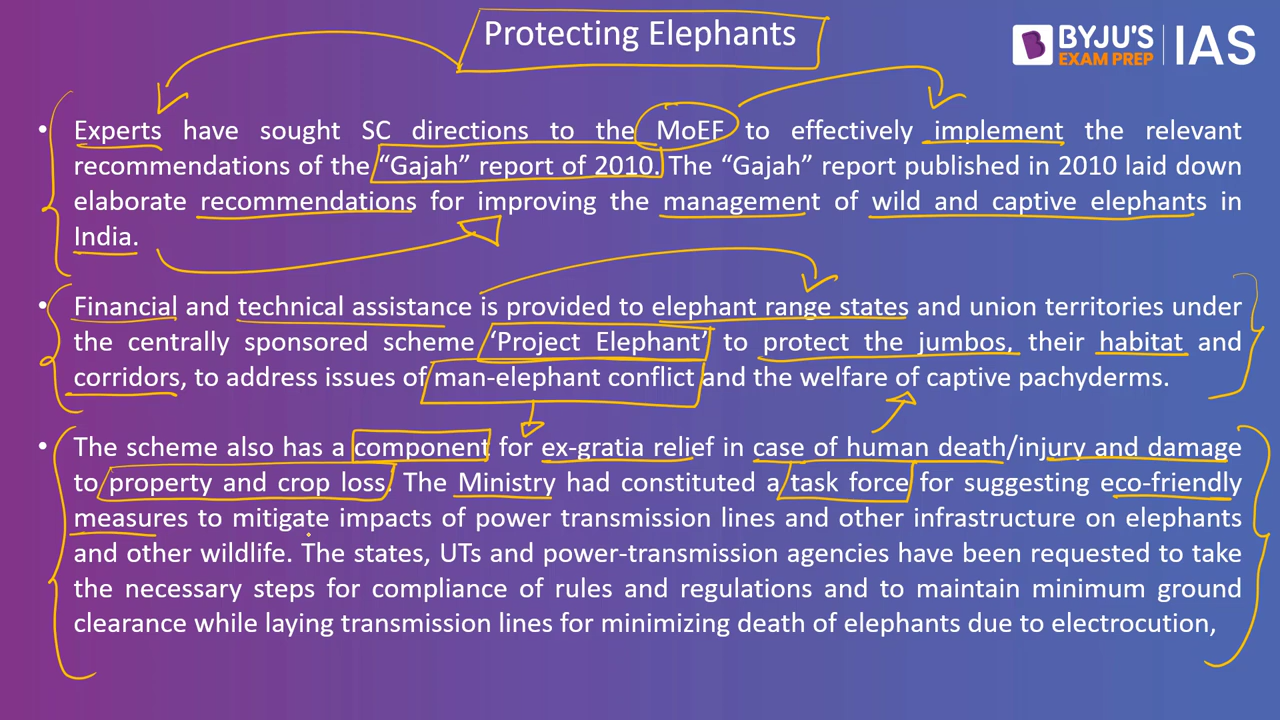 Protecting Elephants
BYJU'S
EXAM PREP
IAS
• Experts have sought SC directions to the MoEF to effectively implement the relevant
recommendations of the “Gajah” report of 2010. The “Gajah” report published in 2010 laid down
elaborate recommendations for improving the management of wild and captive elephants in
India.
• Financial and technical assistance is provided to elephant range states and union territories under
the centrally sponsored scheme ‘Project Elephant’ to protect the jumbos, their habitat and
corridors, to address issues of man-elephant conflict and the welfare of captive pachyderms.
• The scheme also has a component for ex-gratia relief in case of human death/injury and damage
to property and crop loss. The Ministry had constituted a task force for suggesting eco-friendly
measures to mitigate impacts of power transmission lines and other infrastructure on elephants
and other wildlife. The states, UTs and power-transmission agencies have been requested to take
the necessary steps for compliance of rules and regulations and to maintain minimum ground
clearance while laying transmission lines for minimizing death of elephants due to electrocution,